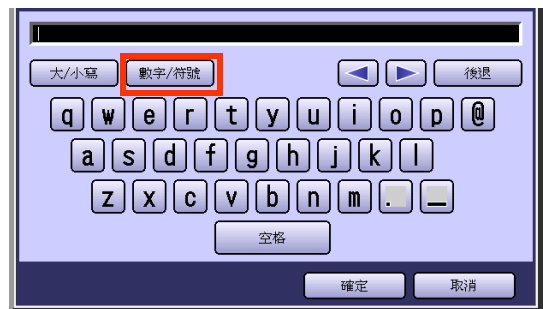 大/小寫 數字/符號 後退
q w e r t y u i o p @
a s d f g h j k l
z x c v b n m . _
空格
確定 取消